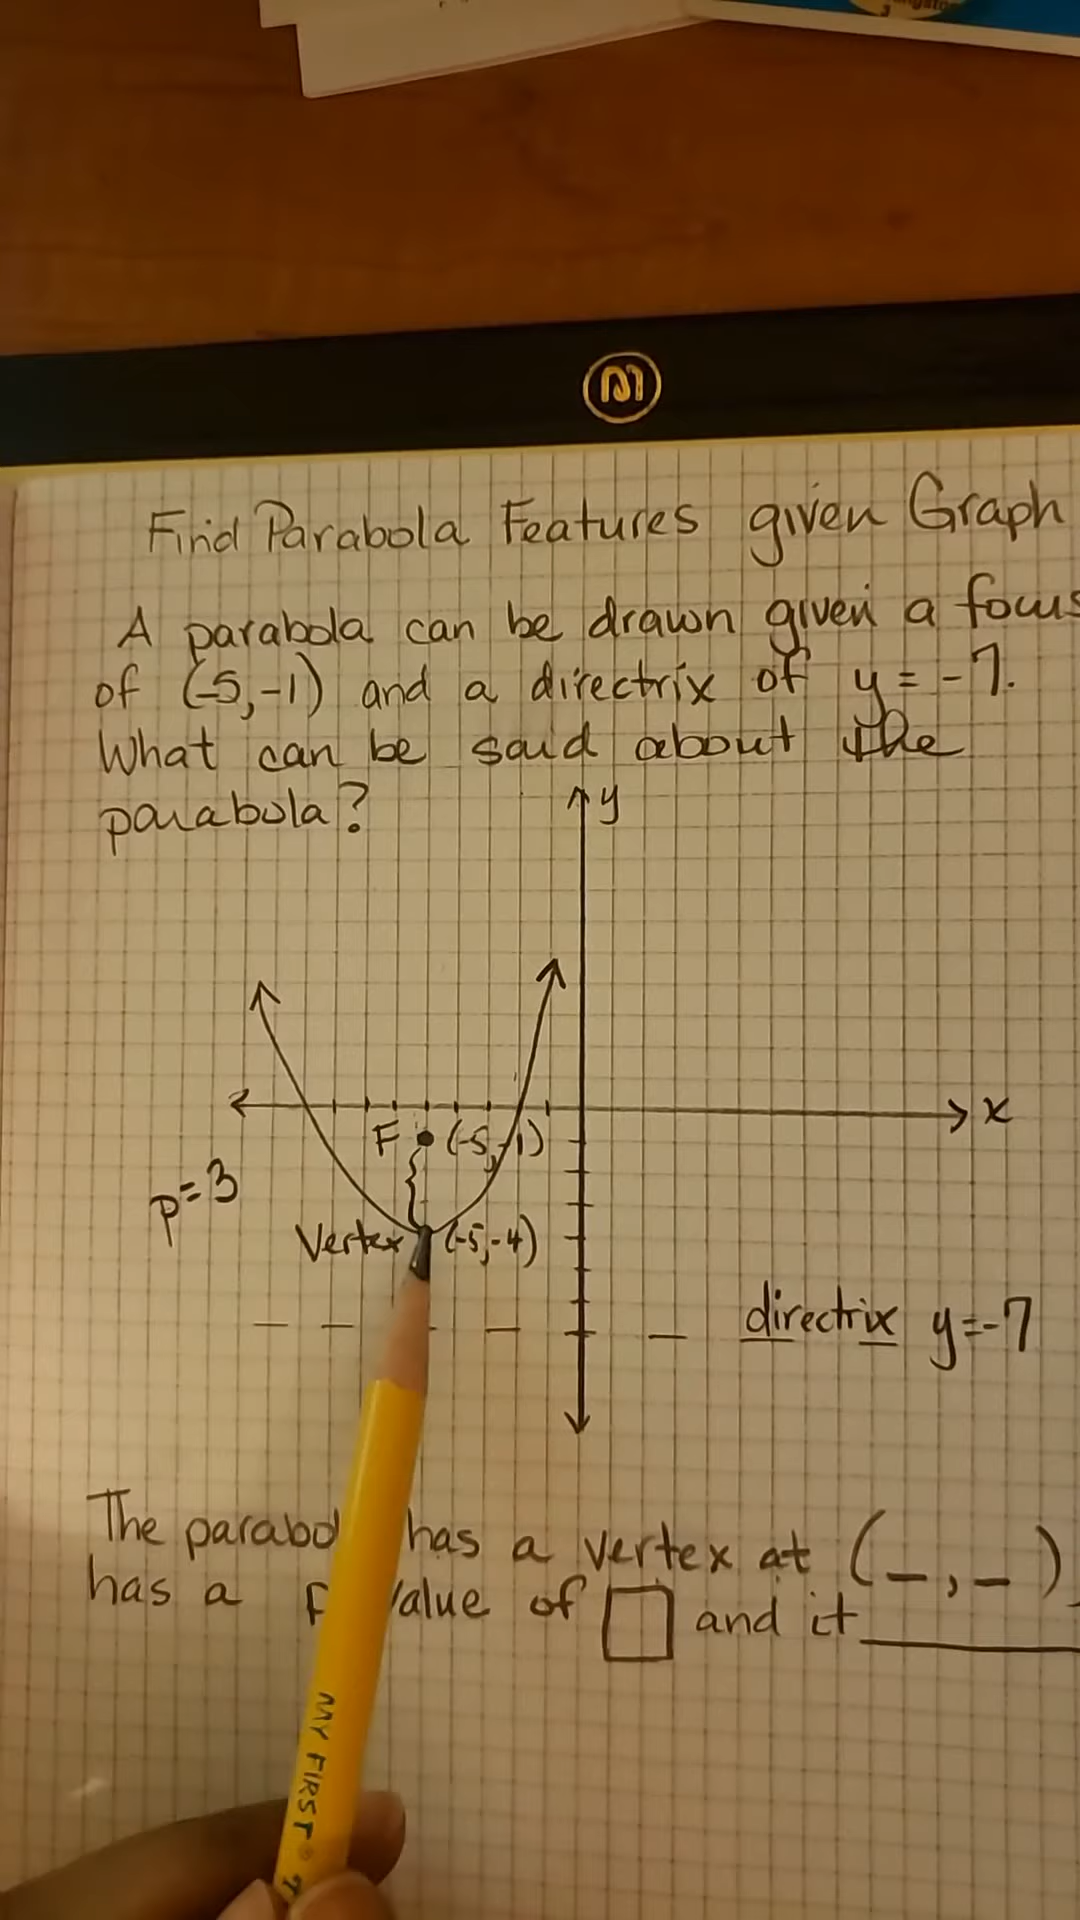 Find Parabola Features given Graph
A parabola can be drawn given a focus
of (-5,-1) and a directrix of y = -7.
What can be said about the
parabola?
y
x
F (-5,-1)
p=3
Vertex (-5,-4)
directrix y=-7
The parabo has a vertex at (_,_)
has a alue of and it
MY FIRST